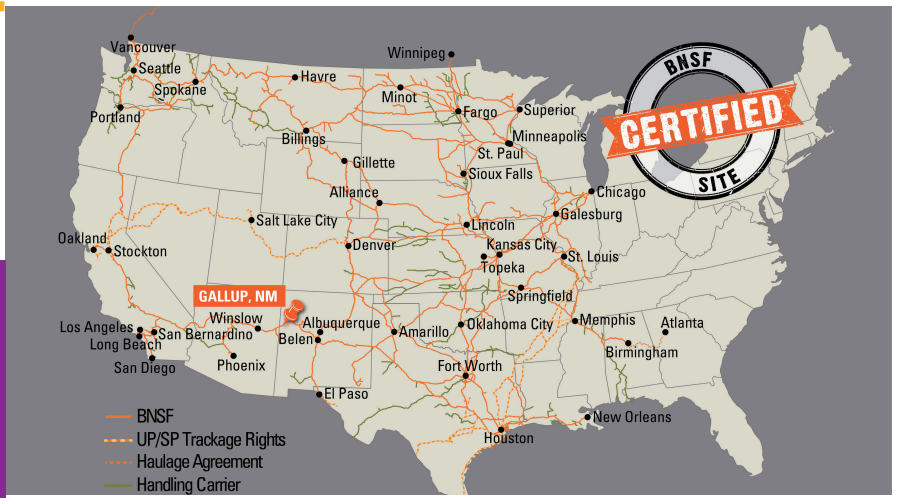 Vancouver
Seattle
Spokane
Portland
Havre
Winnipeg
Minot
Fargo
Superior
Minneapolis
St. Paul
BNSF
CERTIFIED
SITE
Billings
Gillette
Sioux Falls
Alliance
Chicago
Galesburg
Salt Lake City
Lincoln
Oakland
Stockton
Denver
Kansas City
Topeka
St. Louis
GALLUP, NM
Springfield
Winslow
Los Angeles
San Bernardino
Long Beach
San Diego
Phoenix
Albuquerque
Belen
Amarillo
Oklahoma City
Memphis
Atlanta
Birmingham
Fort Worth
El Paso
New Orleans
Houston
BNSF
UP/SP Trackage Rights
Haulage Agreement
Handling Carrier